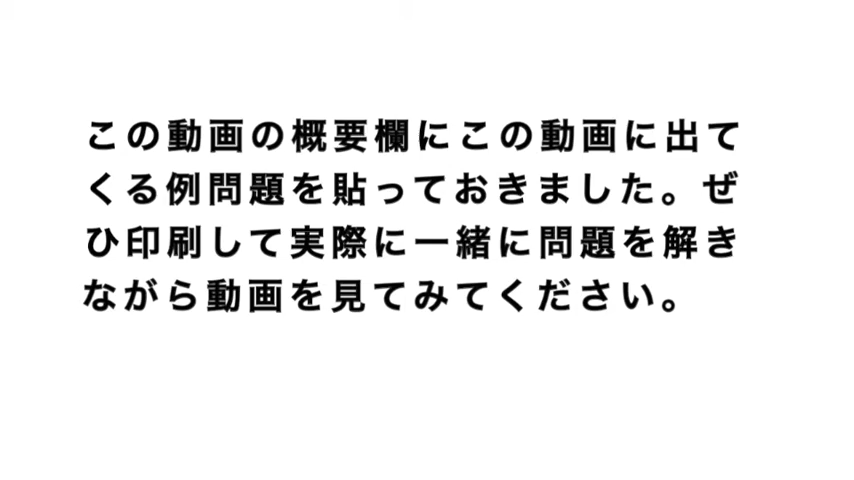 この動画の概要欄にこの動画に出て
くる例問題を貼っておきました。ぜ
ひ印刷して実際に一緒に問題を解き
ながら動画を見てみてください。